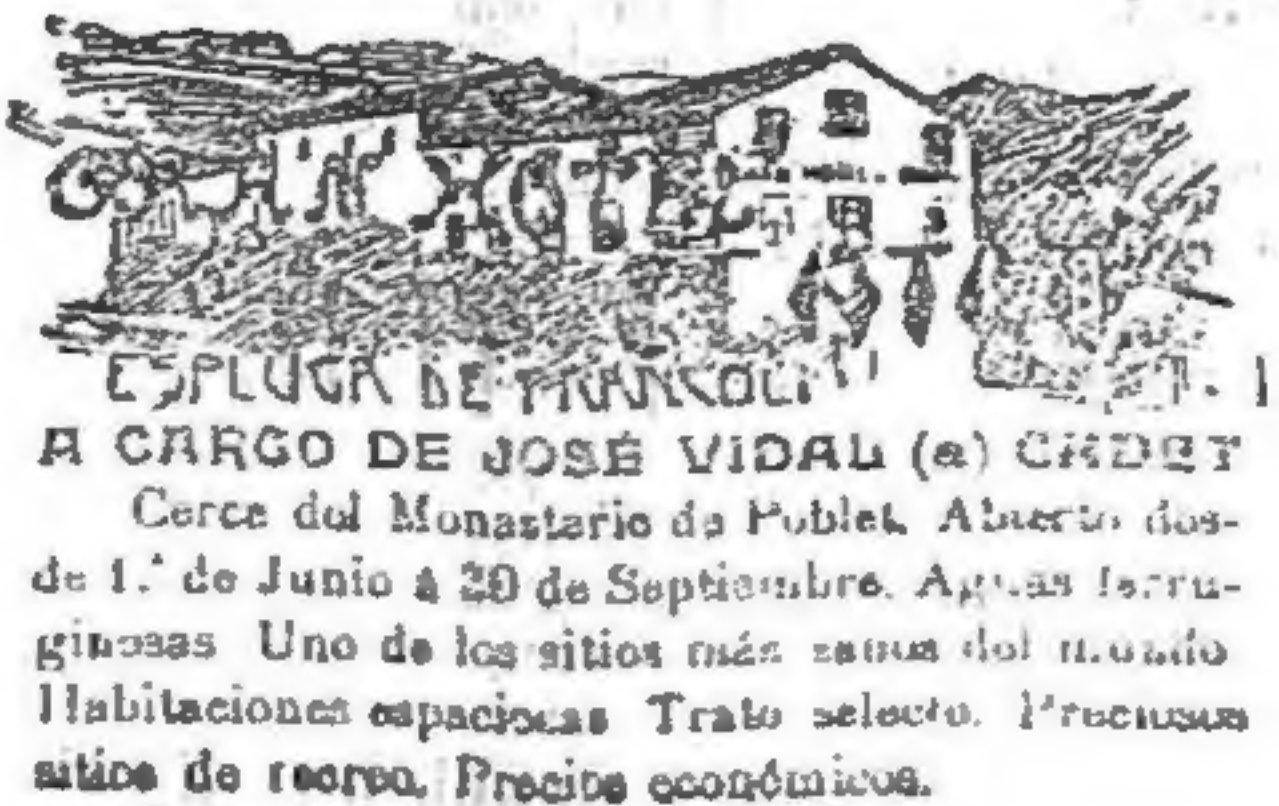 ESPLUGA DE FRANCOLÍ
A CARGO DE JOSÉ VIDAL (a) CADET
Cerca del Monasterio de Poblet. Abierto des-
de 1.º de Junio á 20 de Septiembre. Aguas ferru-
ginosas Uno de los sitios más sanos del mundo
Habitaciones espaciosas Trato selecto. Preciosos
sitios de recreo. Precios económicos.